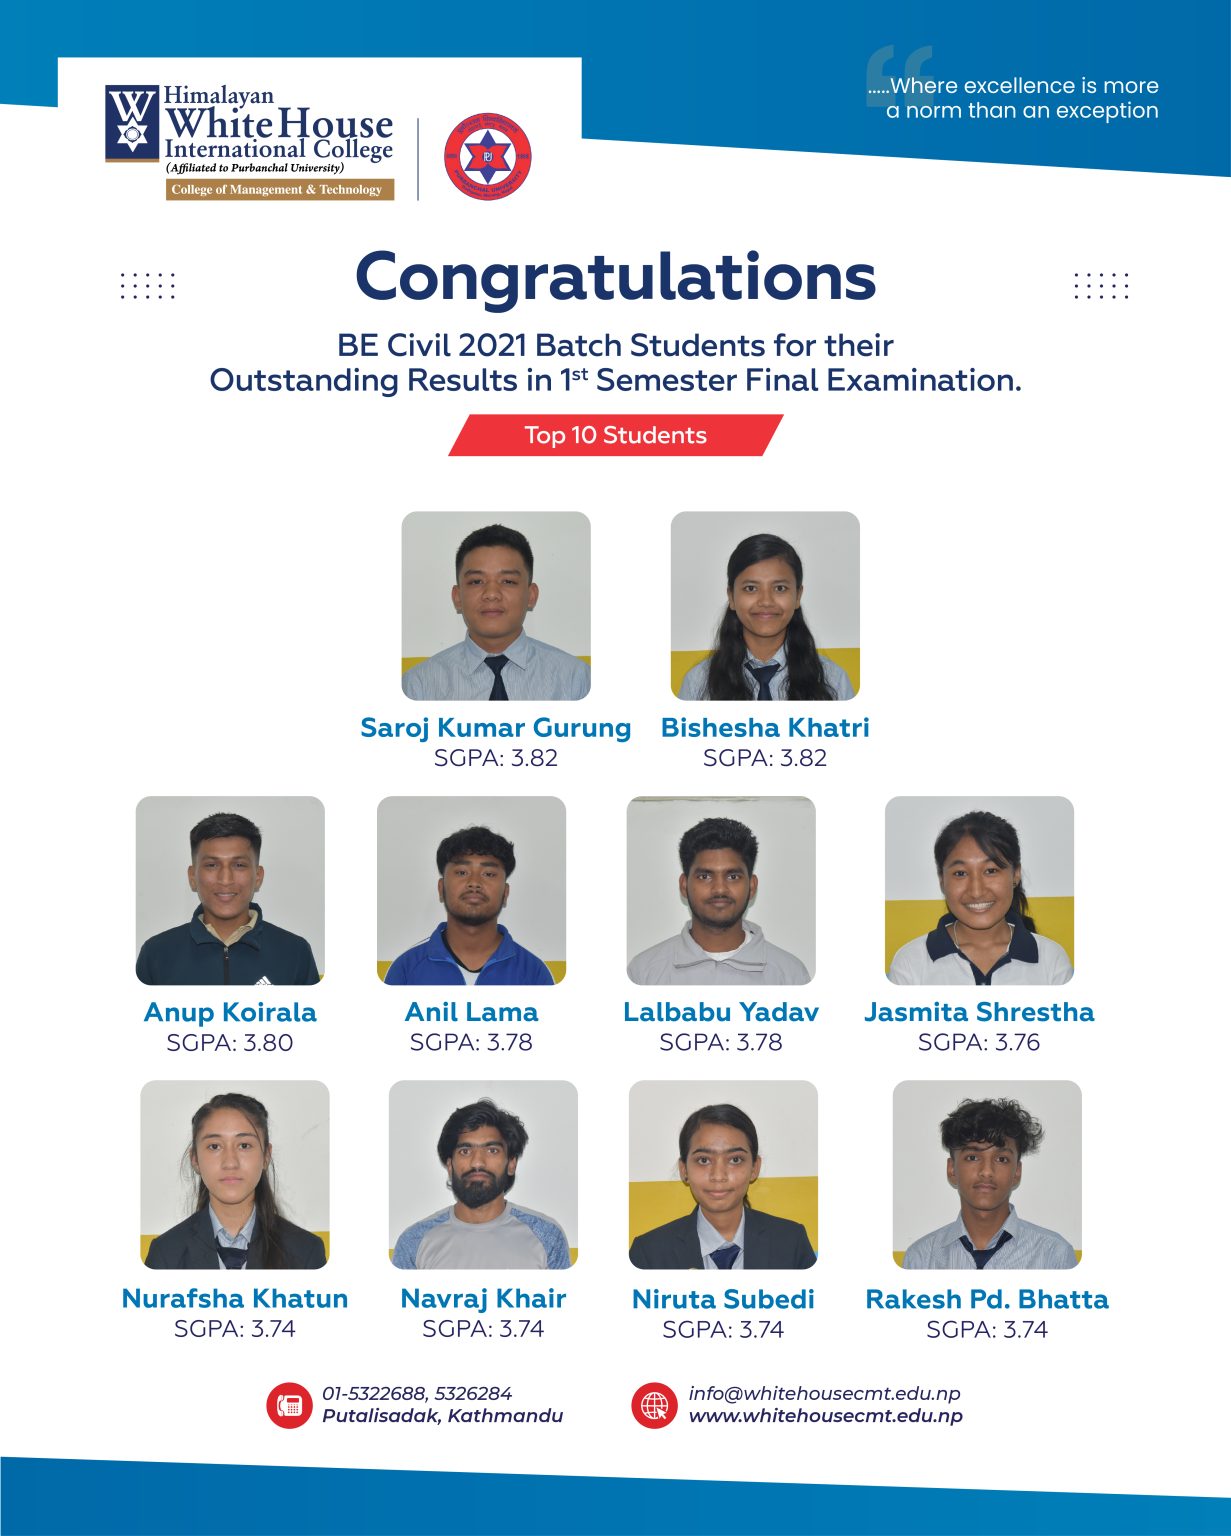 Himalayan
White House
International College
(Affiliated to Purbanchal University)
College of Management & Technology
PU
PURBANCHAL UNIVERSITY
.....Where excellence is more
a norm than an exception
Congratulations
BE Civil 2021 Batch Students for their
Outstanding Results in 1st Semester Final Examination.
Top 10 Students
Saroj Kumar Gurung
SGPA: 3.82
Bishesha Khatri
SGPA: 3.82
Anup Koirala
SGPA: 3.80
Anil Lama
SGPA: 3.78
Lalbabu Yadav
SGPA: 3.78
Jasmita Shrestha
SGPA: 3.76
Nurafsha Khatun
SGPA: 3.74
Navraj Khair
SGPA: 3.74
Niruta Subedi
SGPA: 3.74
Rakesh Pd. Bhatta
SGPA: 3.74
01-5322688, 5326284
Putalisadak, Kathmandu
info@whitehousecmt.edu.np
www.whitehousecmt.edu.np